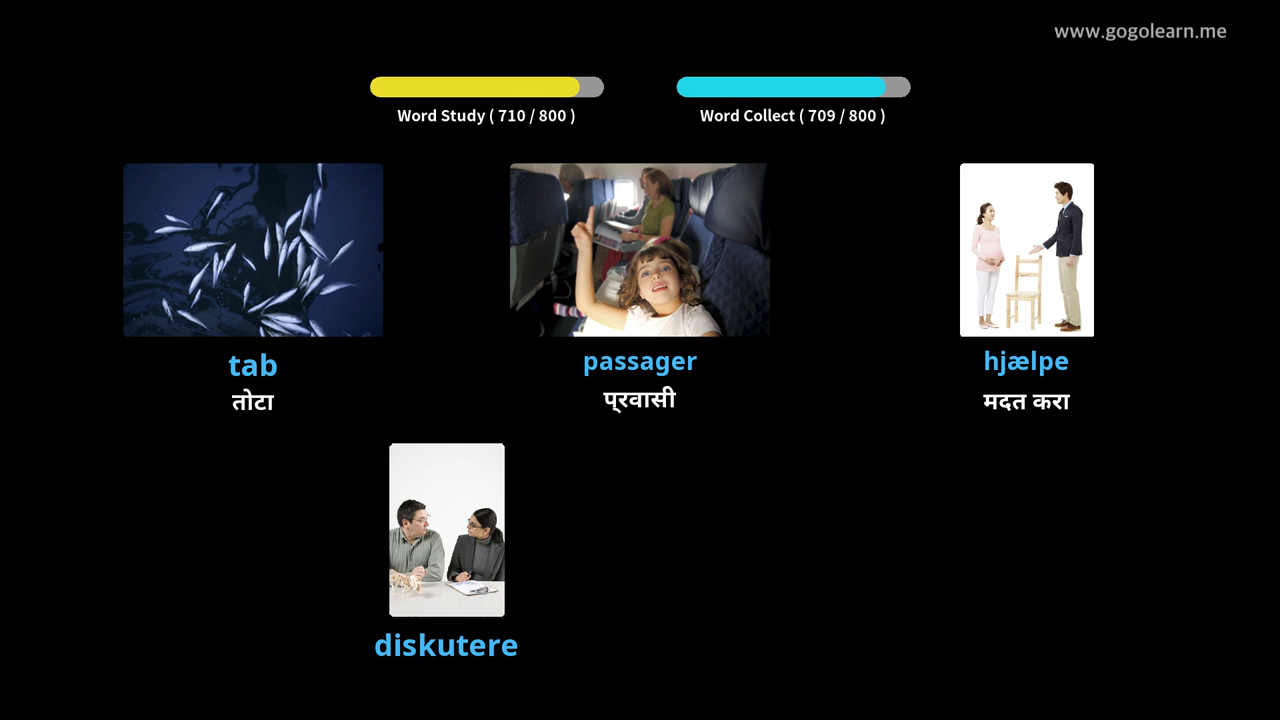 www.gogolearn.me
Word Study ( 710 / 800 )
Word Collect ( 709 / 800 )
tab
तोटा
passager
प्रवासी
hjælpe
मदत करा
diskutere